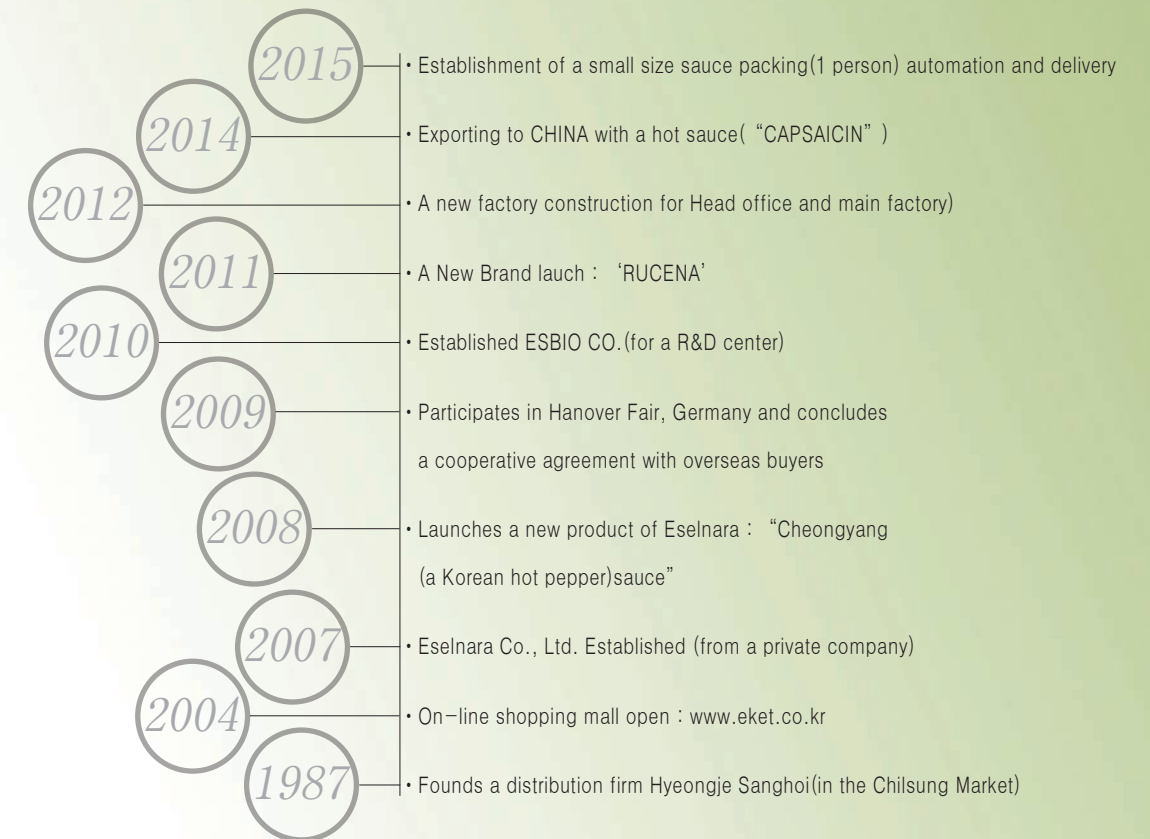 2015
• Establishment of a small size sauce packing(1 person) automation and delivery
2014
• Exporting to CHINA with a hot sauce( “CAPSAICIN” )
2012
• A new factory construction for Head office and main factory)
2011
• A New Brand lauch : ‘RUCENA’
2010
• Established ESBIO CO.(for a R&D center)
2009
• Participates in Hanover Fair, Germany and concludes
a cooperative agreement with overseas buyers
2008
• Launches a new product of Eselnara : “Cheongyang
(a Korean hot pepper)sauce”
2007
• Eselnara Co., Ltd. Established (from a private company)
2004
• On-line shopping mall open : www.eket.co.kr
1987
• Founds a distribution firm Hyeongje Sanghoi(in the Chilsung Market)